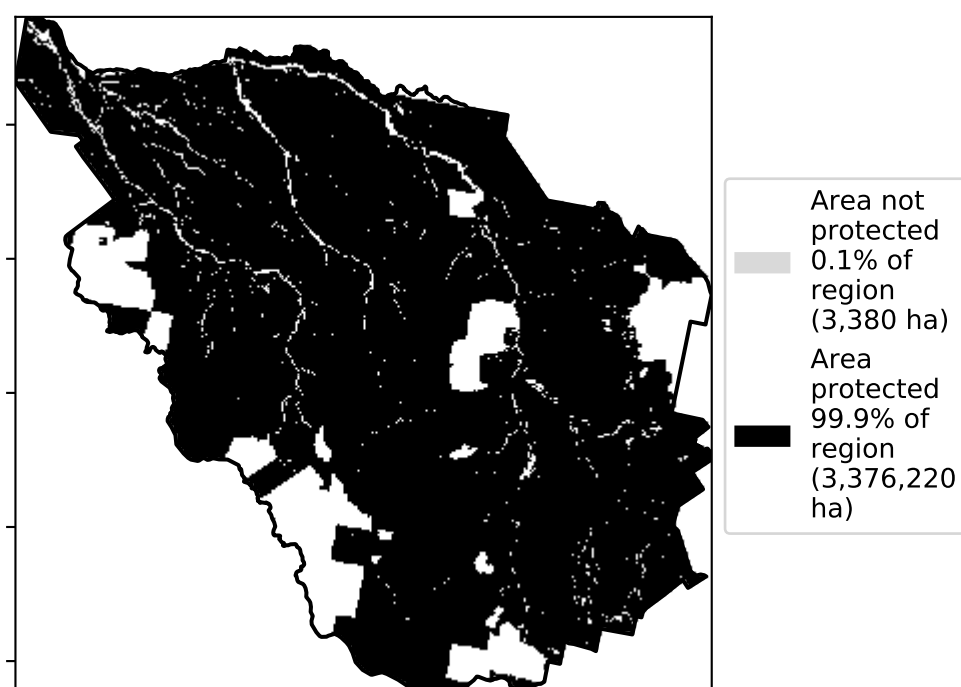 Area not
protected
0.1% of
region
(3,380 ha)
Area
protected
99.9% of
region
(3,376,220
ha)